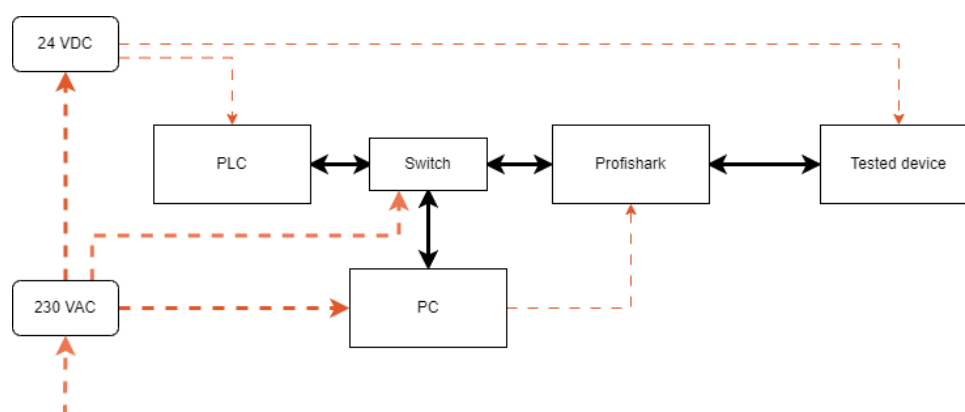 24 VDC
PLC
Switch
Profishark
Tested device
230 VAC
PC